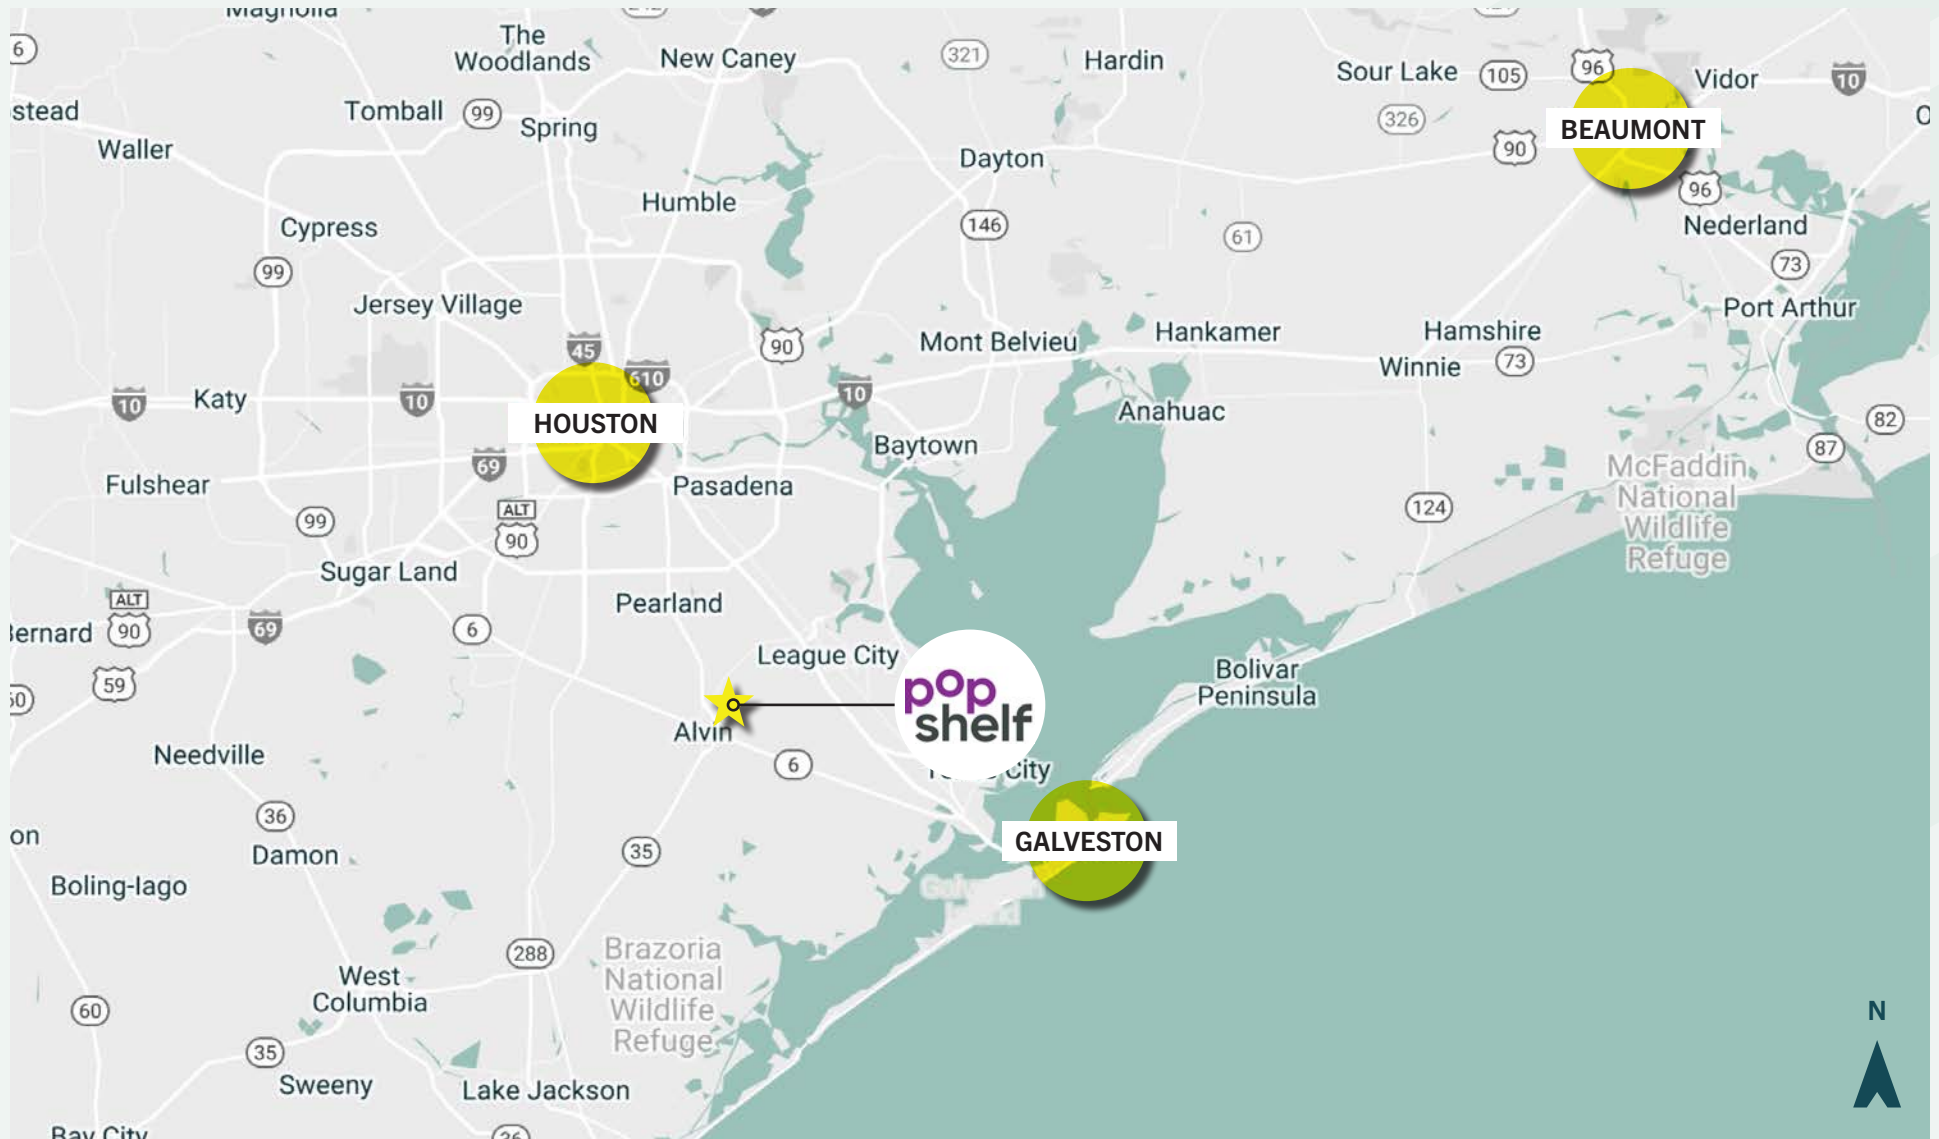 Magnolia
242
The
Woodlands
New Caney
321
Hardin
Sour Lake
105
96
Vidor
10
6
stead
Tomball
99
Spring
326
BEAUMONT
Waller
Dayton
90
96
Humble
Cypress
146
61
Nederland
99
73
Jersey Village
Port Arthur
45
90
Mont Belvieu
Hankamer
Hamshire
Winnie
73
610
10
Katy
10
10
HOUSTON
Anahuac
82
Baytown
87
69
Fulshear
Pasadena
McFaddin
National
Wildlife
Refuge
99
ALT
90
124
Sugar Land
ALT
90
Pearland
Bernard
69
6
League City
Bolivar
Peninsula
59
pop
shelf
Alvin
Needville
6
City
36
GALVESTON
on
Damon
35
Boling-Iago
288
Brazoria
National
Wildlife
Refuge
West
Columbia
60
N
35
Sweeny
Lake Jackson
Bay City
36